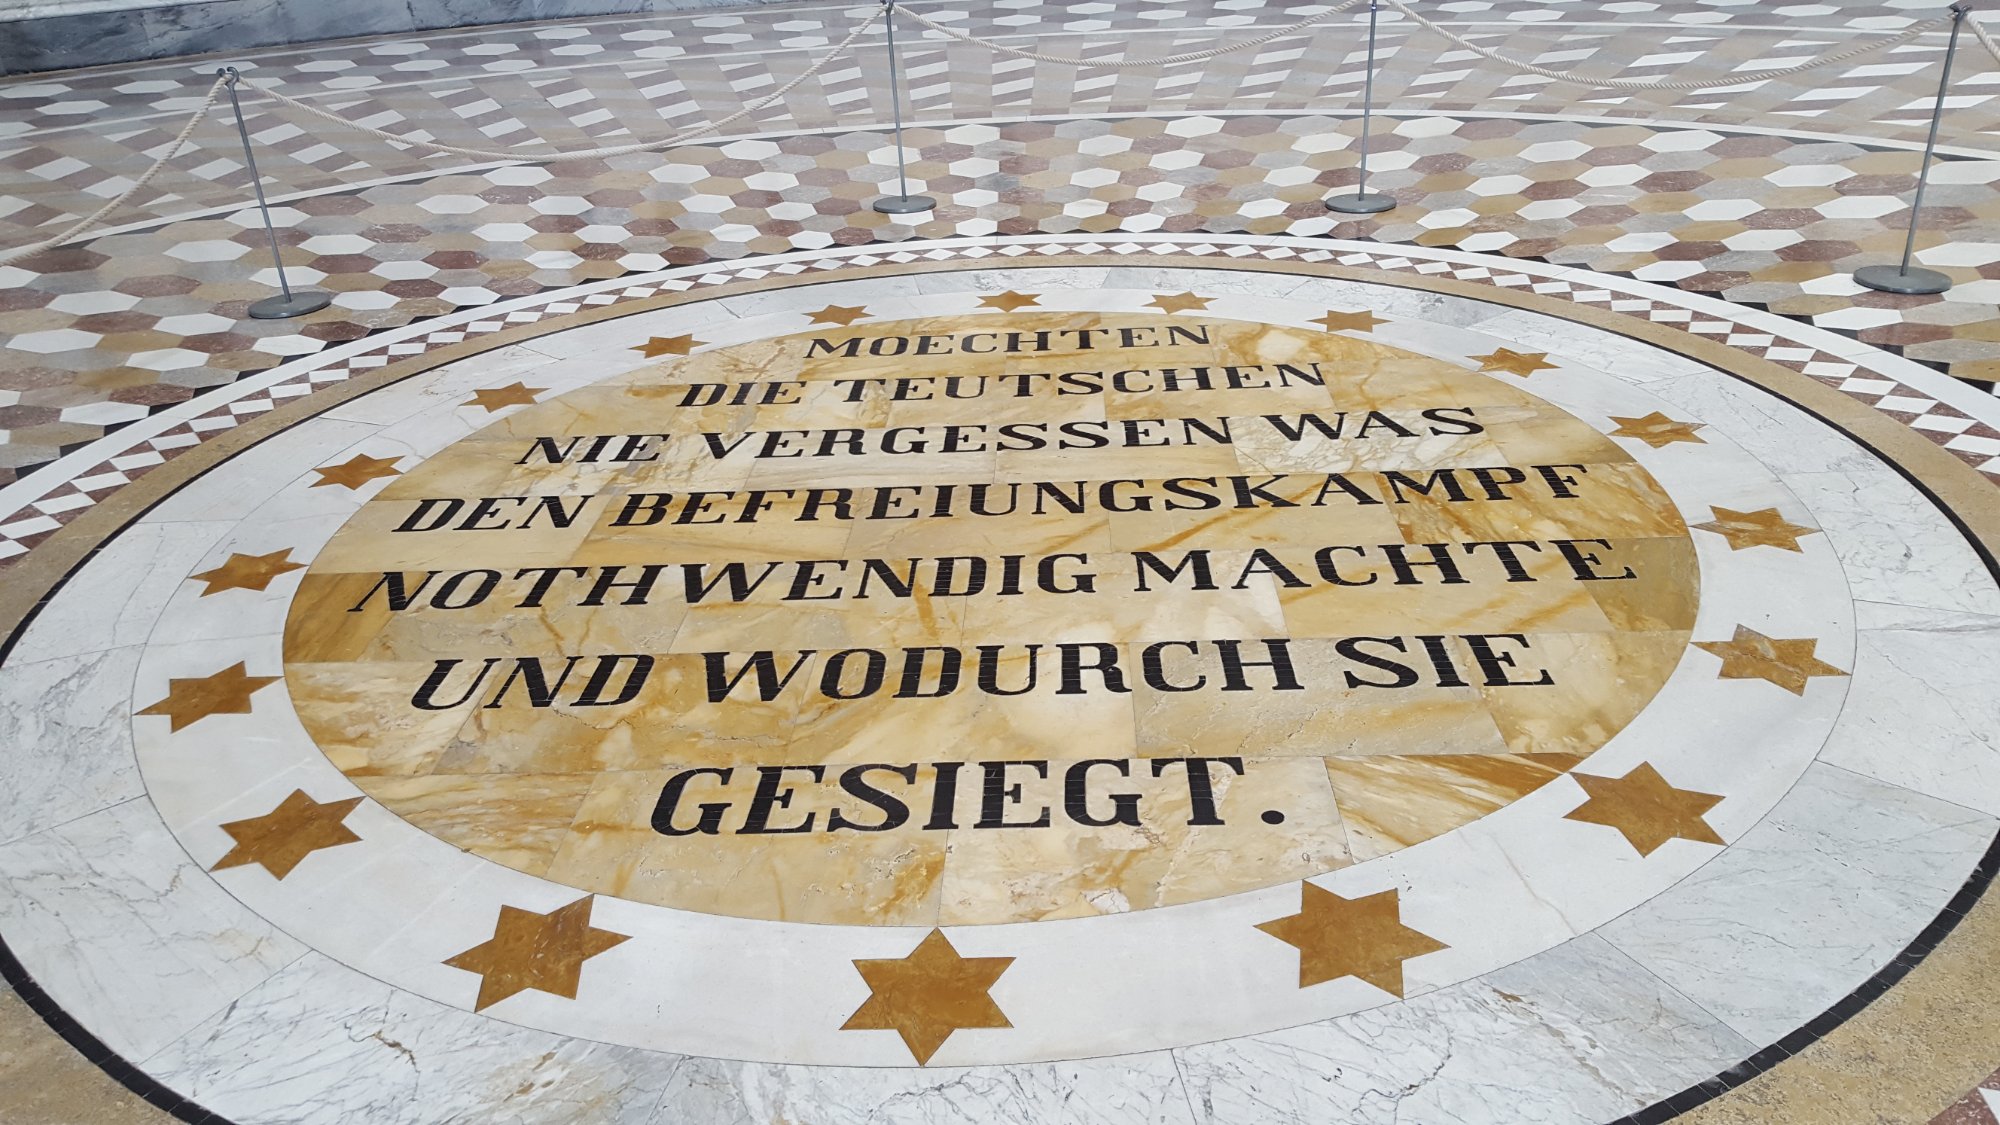 MOECHTEN
DIE TEUTSCHEN
NIE VERGESSEN WAS
DEN BEFREIUNGSKAMPF
NOTHWENDIG MACHTE
UND WODURCH SIE
GESIEGT.